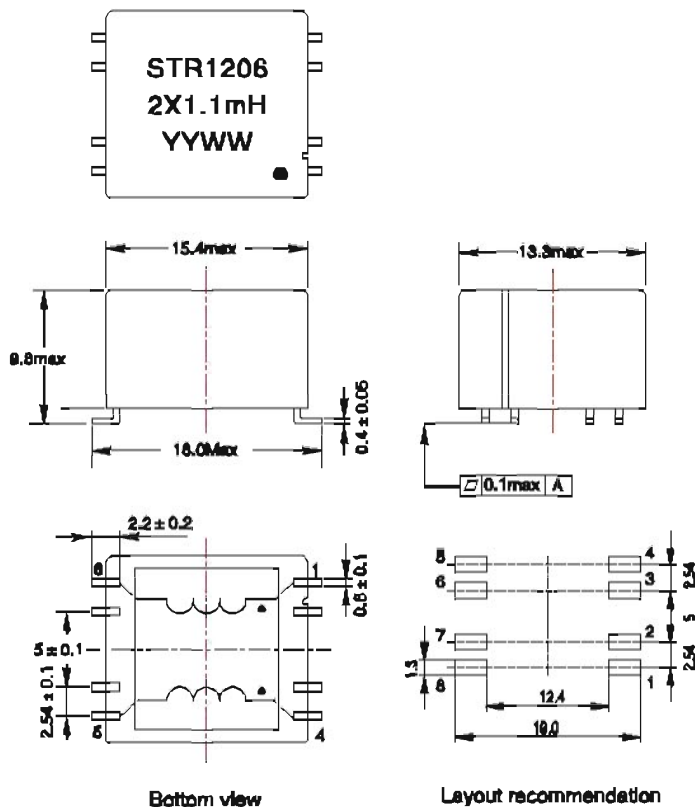 STR1206
2X1.1mH
YYWW
15.4max
13.3max
9.8max
0.4 ± 0.05
18.0Max
0.1max A
2.2 ± 0.2
8
1
0.6 ± 0.1
5 ± 0.1
2.54 ± 0.1
5
4
5
4
2.54
6
3
5
7
2
2.54
1.3
8
1
12.4
19.0
Bottom view
Layout recommendation